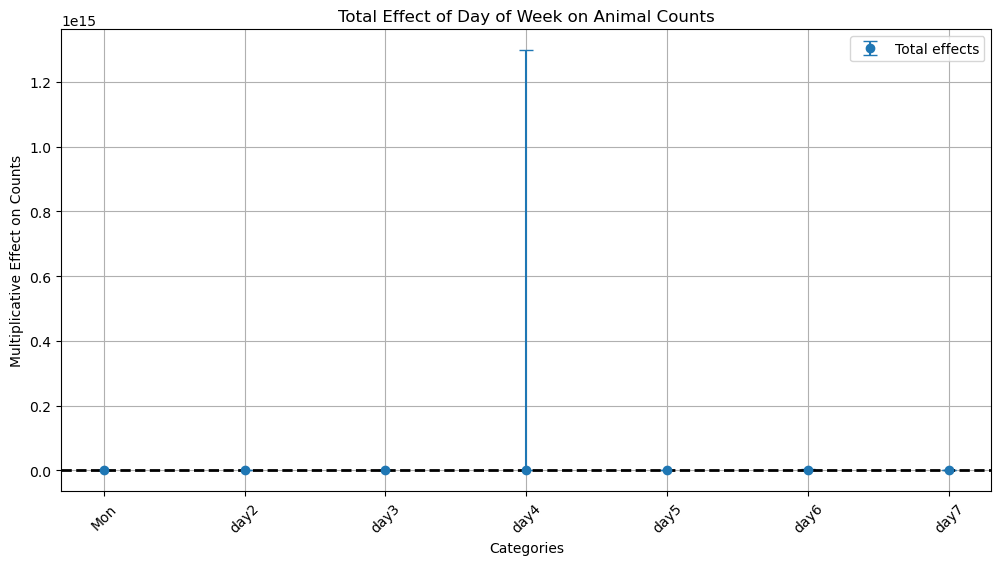 Total Effect of Day of Week on Animal Counts
1e15
Total effects
1.2
1.0
0.8
0.6
0.4
0.2
0.0
Multiplicative Effect on Counts
Mon
day2
day3
day4
day5
day6
day7
Categories